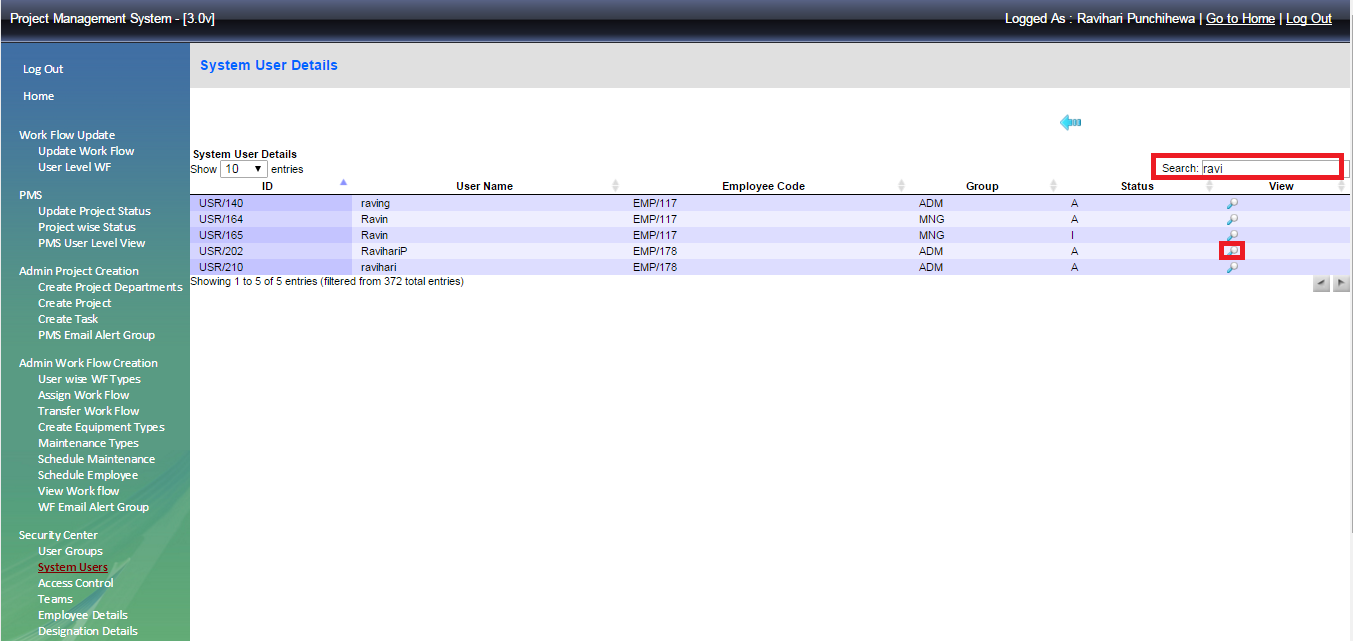 Project Management System - [3.0v]
Logged As : Ravihari Punchihewa | Go to Home | Log Out
Log Out
Home
Work Flow Update
Update Work Flow
User Level WF
PMS
Update Project Status
Project wise Status
PMS User Level View
Admin Project Creation
Create Project Departments
Create Project
Create Task
PMS Email Alert Group
Admin Work Flow Creation
User wise WF Types
Assign Work Flow
Transfer Work Flow
Create Equipment Types
Maintenance Types
Schedule Maintenance
Schedule Employee
View Work flow
WF Email Alert Group
Security Center
User Groups
System Users
Access Control
Teams
Employee Details
Designation Details
System User Details
System User Details
Show 10 entries
Search: ravi
ID User Name Employee Code Group Status View
USR/140 raving EMP/117 ADM A
USR/164 Ravin EMP/117 MNG A
USR/165 Ravin EMP/117 MNG I
USR/202 RavihariP EMP/178 ADM A
USR/210 ravihari EMP/178 ADM A
Showing 1 to 5 of 5 entries (filtered from 372 total entries)